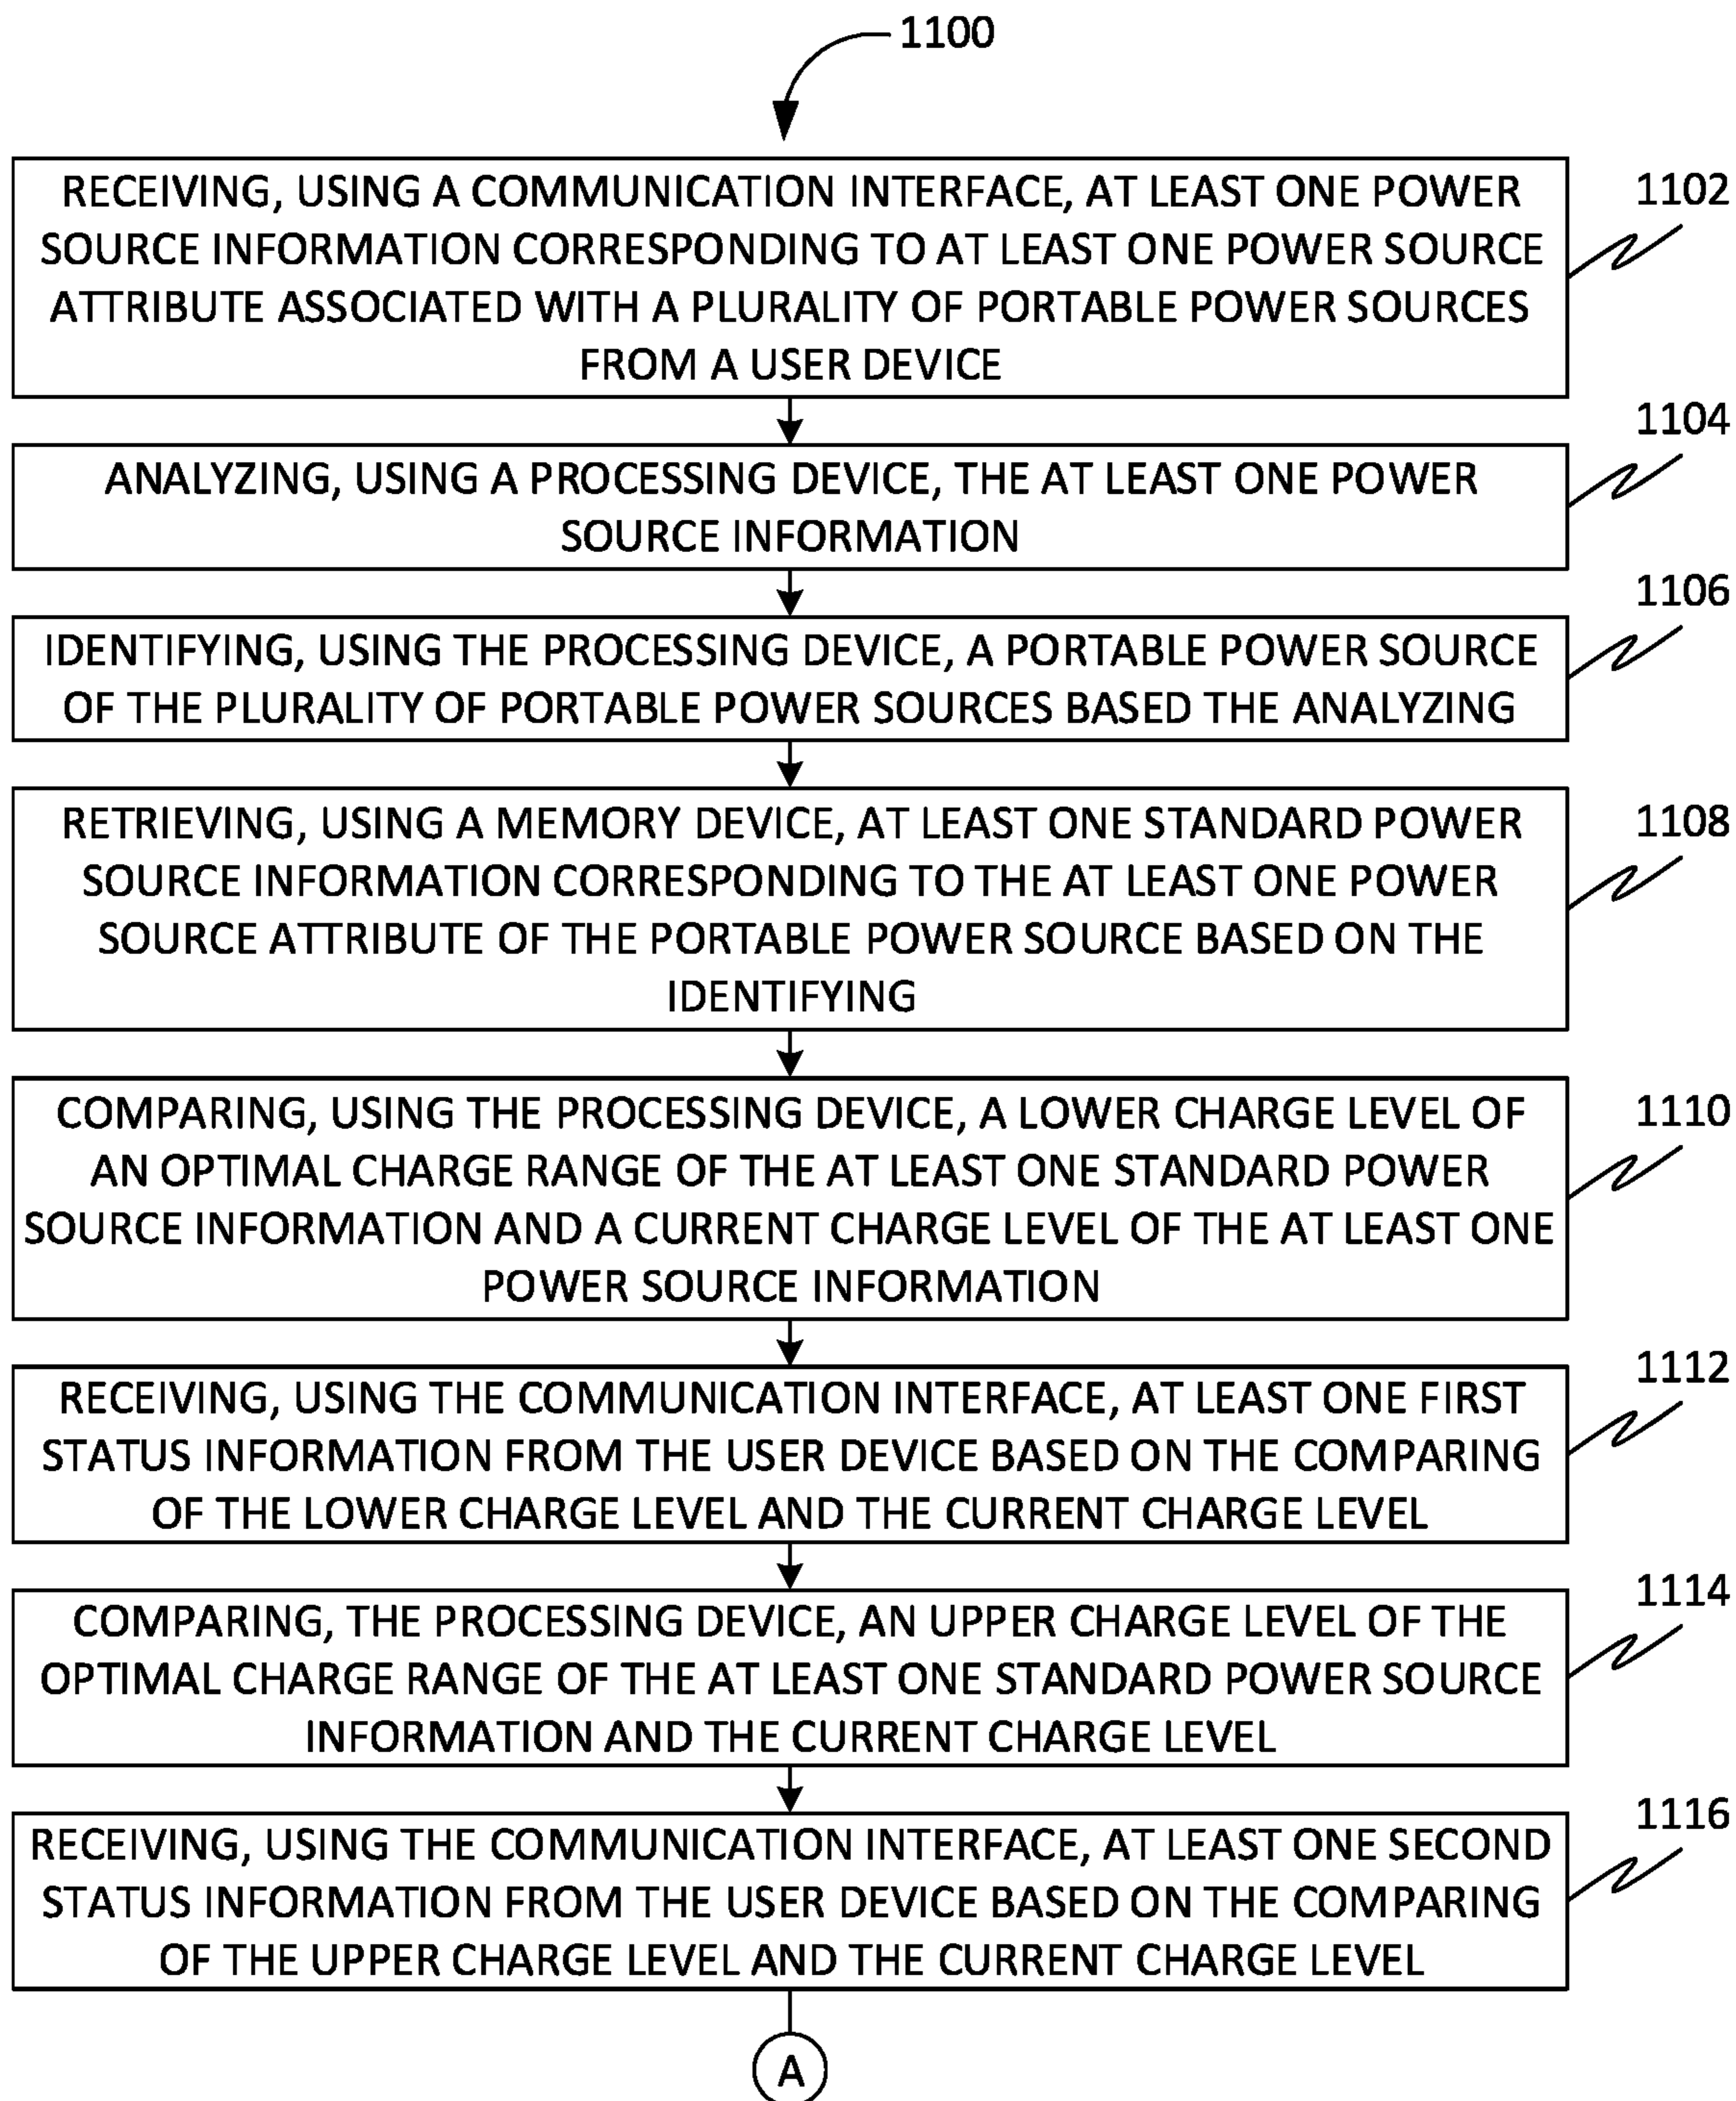 1100
RECEIVING, USING A COMMUNICATION INTERFACE, AT LEAST ONE POWER
SOURCE INFORMATION CORRESPONDING TO AT LEAST ONE POWER SOURCE
ATTRIBUTE ASSOCIATED WITH A PLURALITY OF PORTABLE POWER SOURCES
FROM A USER DEVICE
1102
ANALYZING, USING A PROCESSING DEVICE, THE AT LEAST ONE POWER
SOURCE INFORMATION
1104
IDENTIFYING, USING THE PROCESSING DEVICE, A PORTABLE POWER SOURCE
OF THE PLURALITY OF PORTABLE POWER SOURCES BASED THE ANALYZING
1106
RETRIEVING, USING A MEMORY DEVICE, AT LEAST ONE STANDARD POWER
SOURCE INFORMATION CORRESPONDING TO THE AT LEAST ONE POWER
SOURCE ATTRIBUTE OF THE PORTABLE POWER SOURCE BASED ON THE
IDENTIFYING
1108
COMPARING, USING THE PROCESSING DEVICE, A LOWER CHARGE LEVEL OF
AN OPTIMAL CHARGE RANGE OF THE AT LEAST ONE STANDARD POWER
SOURCE INFORMATION AND A CURRENT CHARGE LEVEL OF THE AT LEAST ONE
POWER SOURCE INFORMATION
1110
RECEIVING, USING THE COMMUNICATION INTERFACE, AT LEAST ONE FIRST
STATUS INFORMATION FROM THE USER DEVICE BASED ON THE COMPARING
OF THE LOWER CHARGE LEVEL AND THE CURRENT CHARGE LEVEL
1112
COMPARING, THE PROCESSING DEVICE, AN UPPER CHARGE LEVEL OF THE
OPTIMAL CHARGE RANGE OF THE AT LEAST ONE STANDARD POWER SOURCE
INFORMATION AND THE CURRENT CHARGE LEVEL
1114
RECEIVING, USING THE COMMUNICATION INTERFACE, AT LEAST ONE SECOND
STATUS INFORMATION FROM THE USER DEVICE BASED ON THE COMPARING
OF THE UPPER CHARGE LEVEL AND THE CURRENT CHARGE LEVEL
1116
A